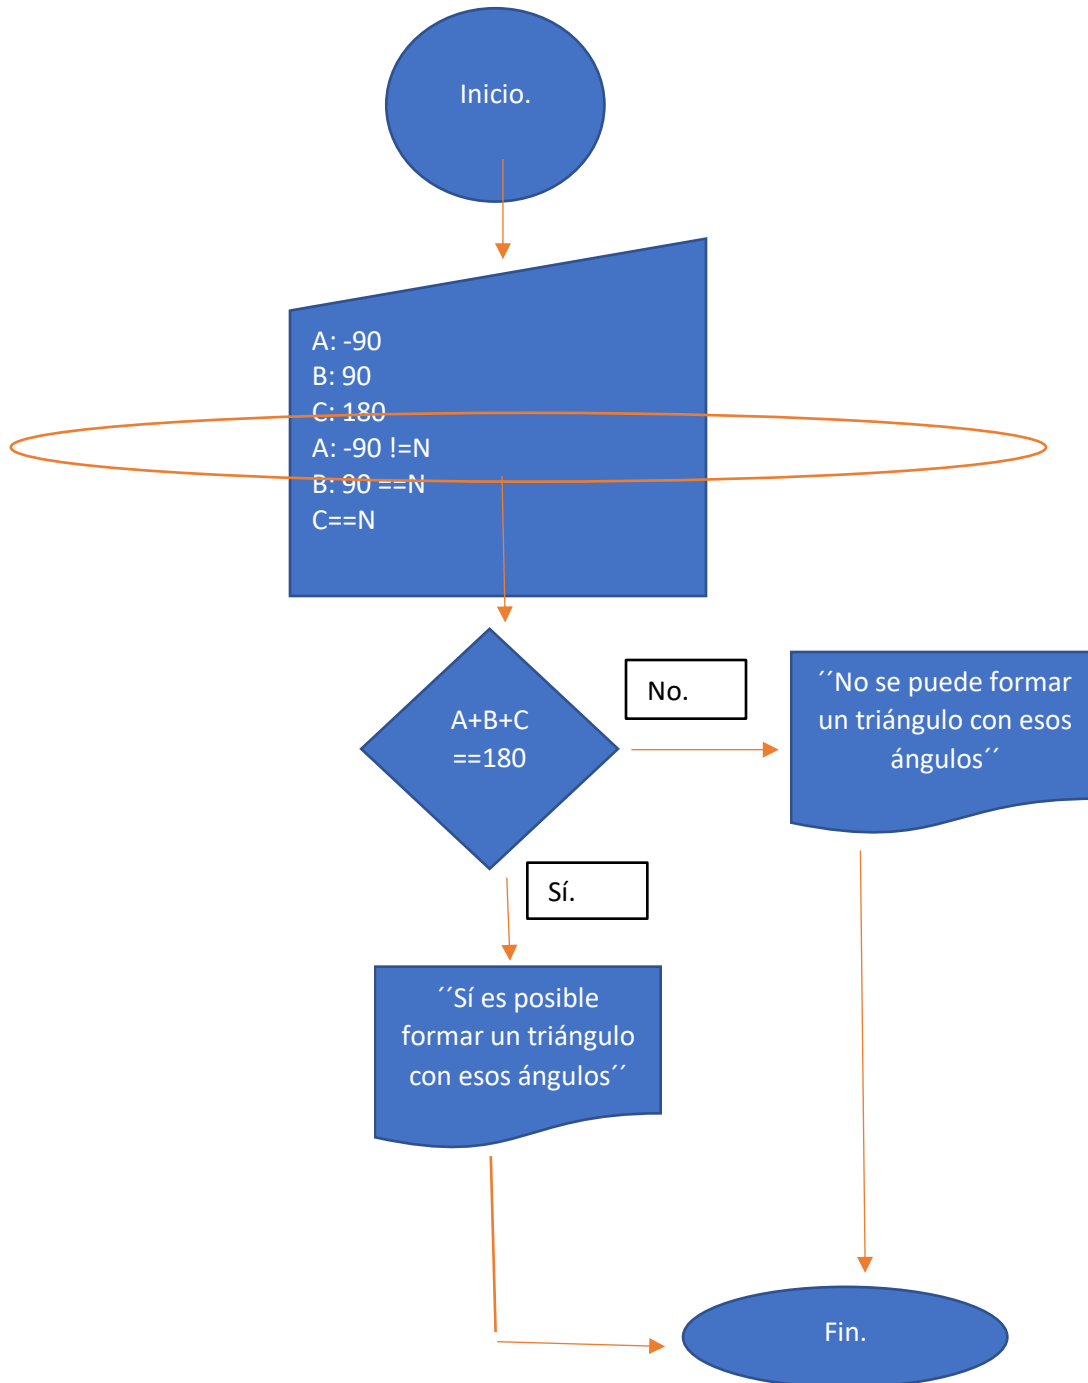 Inicio.
A: -90
B: 90
C: 180
A: -90 !=N
B: 90 ==N
C==N
A+B+C
==180
No.
´´No se puede formar
un triángulo con esos
ángulos´´
Sí.
´´Sí es posible
formar un triángulo
con esos ángulos´´
Fin.